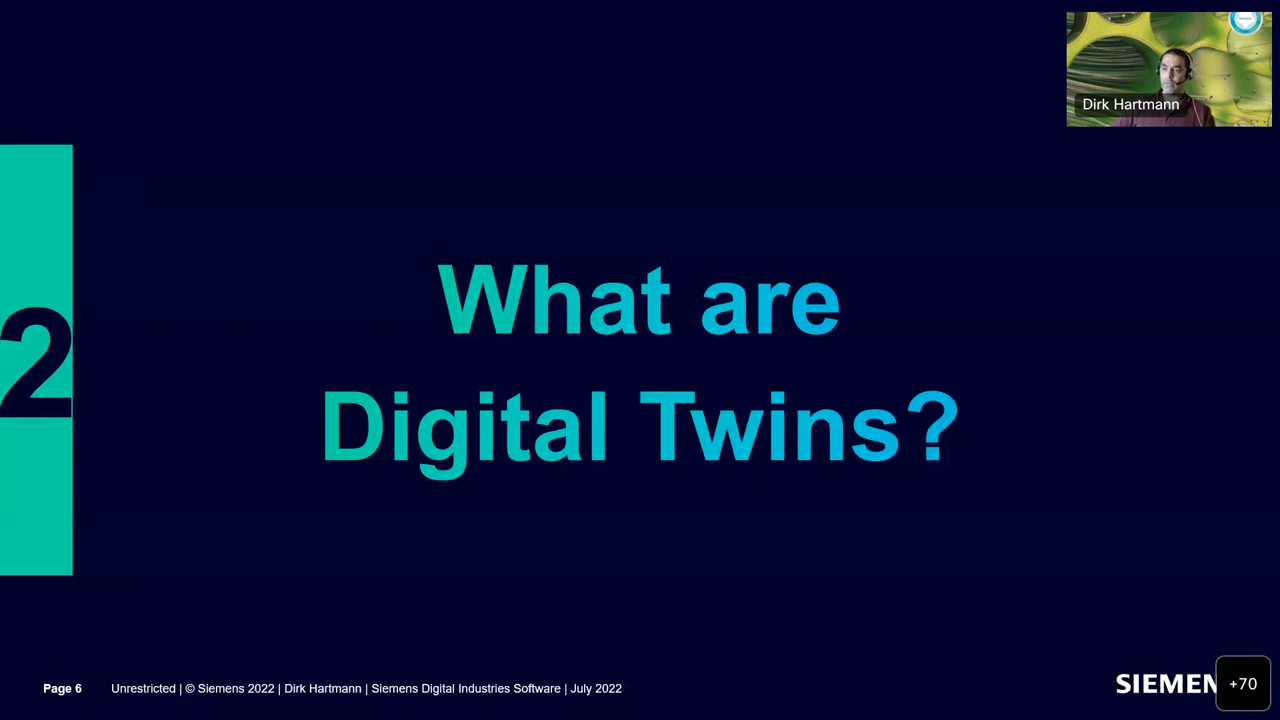 Dirk Hartmann
2
What are
Digital Twins?
Page 6
Unrestricted | © Siemens 2022 | Dirk Hartmann | Siemens Digital Industries Software | July 2022
SIEMEN
+70